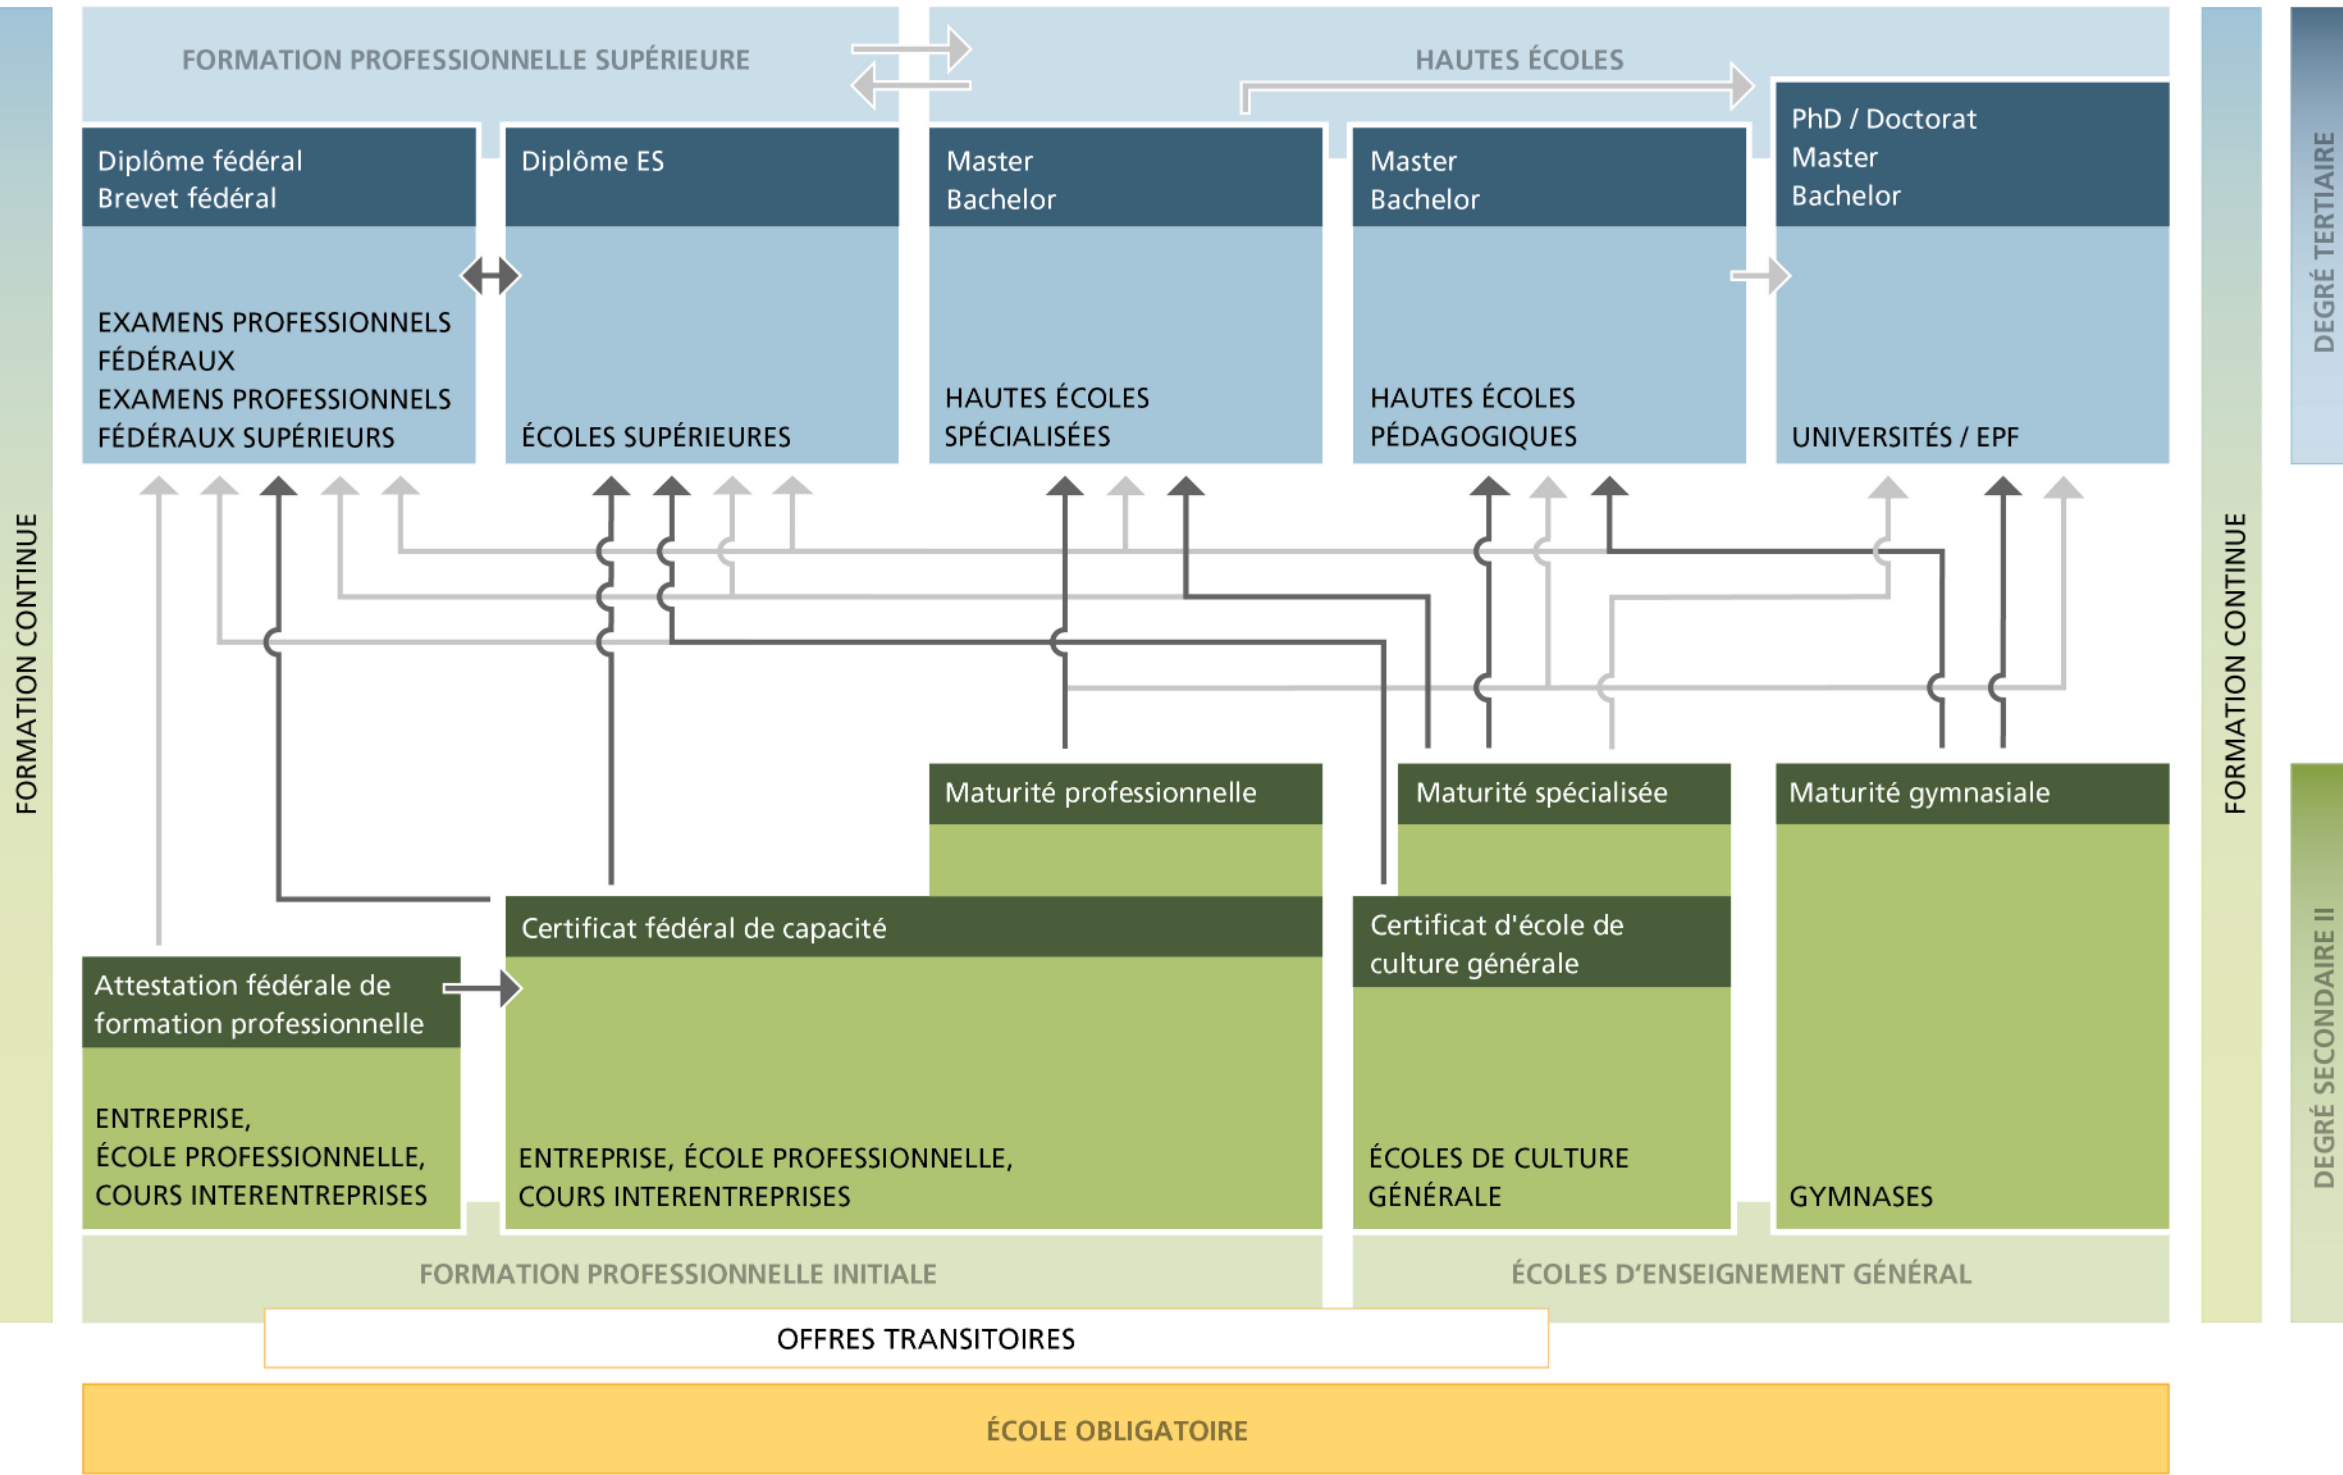 FORMATION PROFESSIONNELLE SUPÉRIEURE
HAUTES ÉCOLES
Diplôme fédéral
Brevet fédéral
EXAMENS PROFESSIONNELS
FÉDÉRAUX
EXAMENS PROFESSIONNELS
FÉDÉRAUX SUPÉRIEURS
Diplôme ES
ÉCOLES SUPÉRIEURES
Master
Bachelor
HAUTES ÉCOLES
SPÉCIALISÉES
Master
Bachelor
HAUTES ÉCOLES
PÉDAGOGIQUES
PhD / Doctorat
Master
Bachelor
UNIVERSITÉS / EPF
DEGRÉ TERTIAIRE
FORMATION CONTINUE
FORMATION CONTINUE
Maturité professionnelle
Maturité spécialisée
Maturité gymnasiale
Certificat fédéral de capacité
Certificat d'école de
culture générale
Attestation fédérale de
formation professionnelle
ENTREPRISE,
ÉCOLE PROFESSIONNELLE,
COURS INTERENTREPRISES
ENTREPRISE, ÉCOLE PROFESSIONNELLE,
COURS INTERENTREPRISES
ÉCOLES DE CULTURE
GÉNÉRALE
GYMNASES
DEGRÉ SECONDAIRE II
FORMATION PROFESSIONNELLE INITIALE
ÉCOLES D’ENSEIGNEMENT GÉNÉRAL
OFFRES TRANSITOIRES
ÉCOLE OBLIGATOIRE